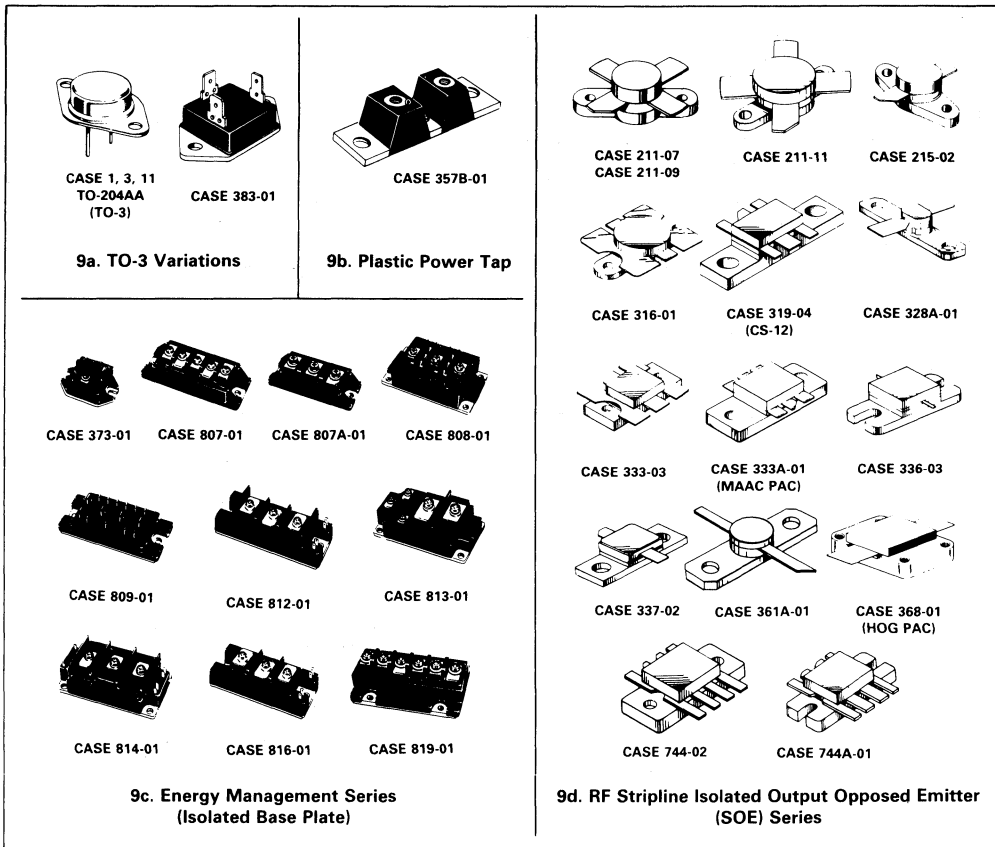 CASE 1, 3, 11
TO-204AA
(TO-3)
CASE 383-01
9a. TO-3 Variations
CASE 357B-01
9b. Plastic Power Tap
CASE 373-01
CASE 807-01
CASE 807A-01
CASE 808-01
CASE 809-01
CASE 812-01
CASE 813-01
CASE 814-01
CASE 816-01
CASE 819-01
9c. Energy Management Series
(Isolated Base Plate)
CASE 211-07
CASE 211-09
CASE 211-11
CASE 215-02
CASE 316-01
CASE 319-04
(CS-12)
CASE 328A-01
CASE 333-03
CASE 333A-01
(MAAC PAC)
CASE 336-03
CASE 337-02
CASE 361A-01
CASE 368-01
(HOG PAC)
CASE 744-02
CASE 744A-01
9d. RF Stripline Isolated Output Opposed Emitter
(SOE) Series